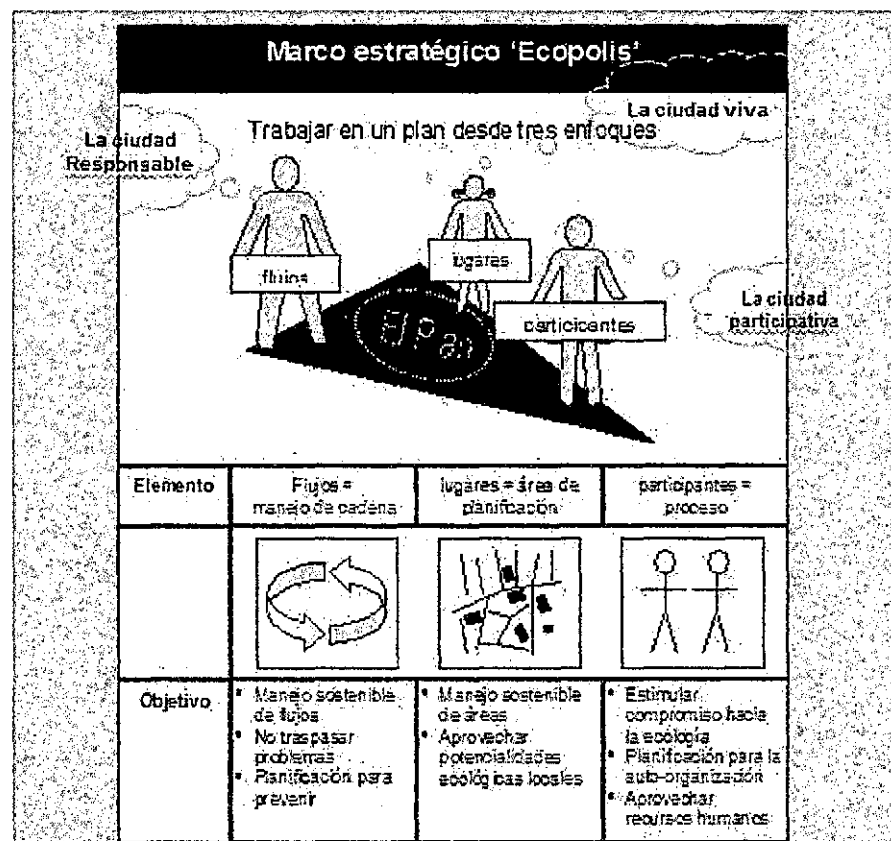 Marco estratégico 'Ecopolis'
La ciudad viva
La ciudad
Responsable
Trabajar en un plan desde tres enfoques
flujos
lugares
participantes
La ciudad
participativa
Plan
Elemento
Flujos =
manejo de cadena
lugares = área de
planificación
participantes =
proceso
Objetivo
• Manejo sostenible
de flujos
• No traspasar
problemas
• Planificación para
prevenir
• Manejo sostenible
de áreas
• Aprovechar
potencialidades
ecológicas locales
• Estimular
compromiso hacia
la ecología
• Planificación para la
auto-organización
• Aprovechar
recursos humanos